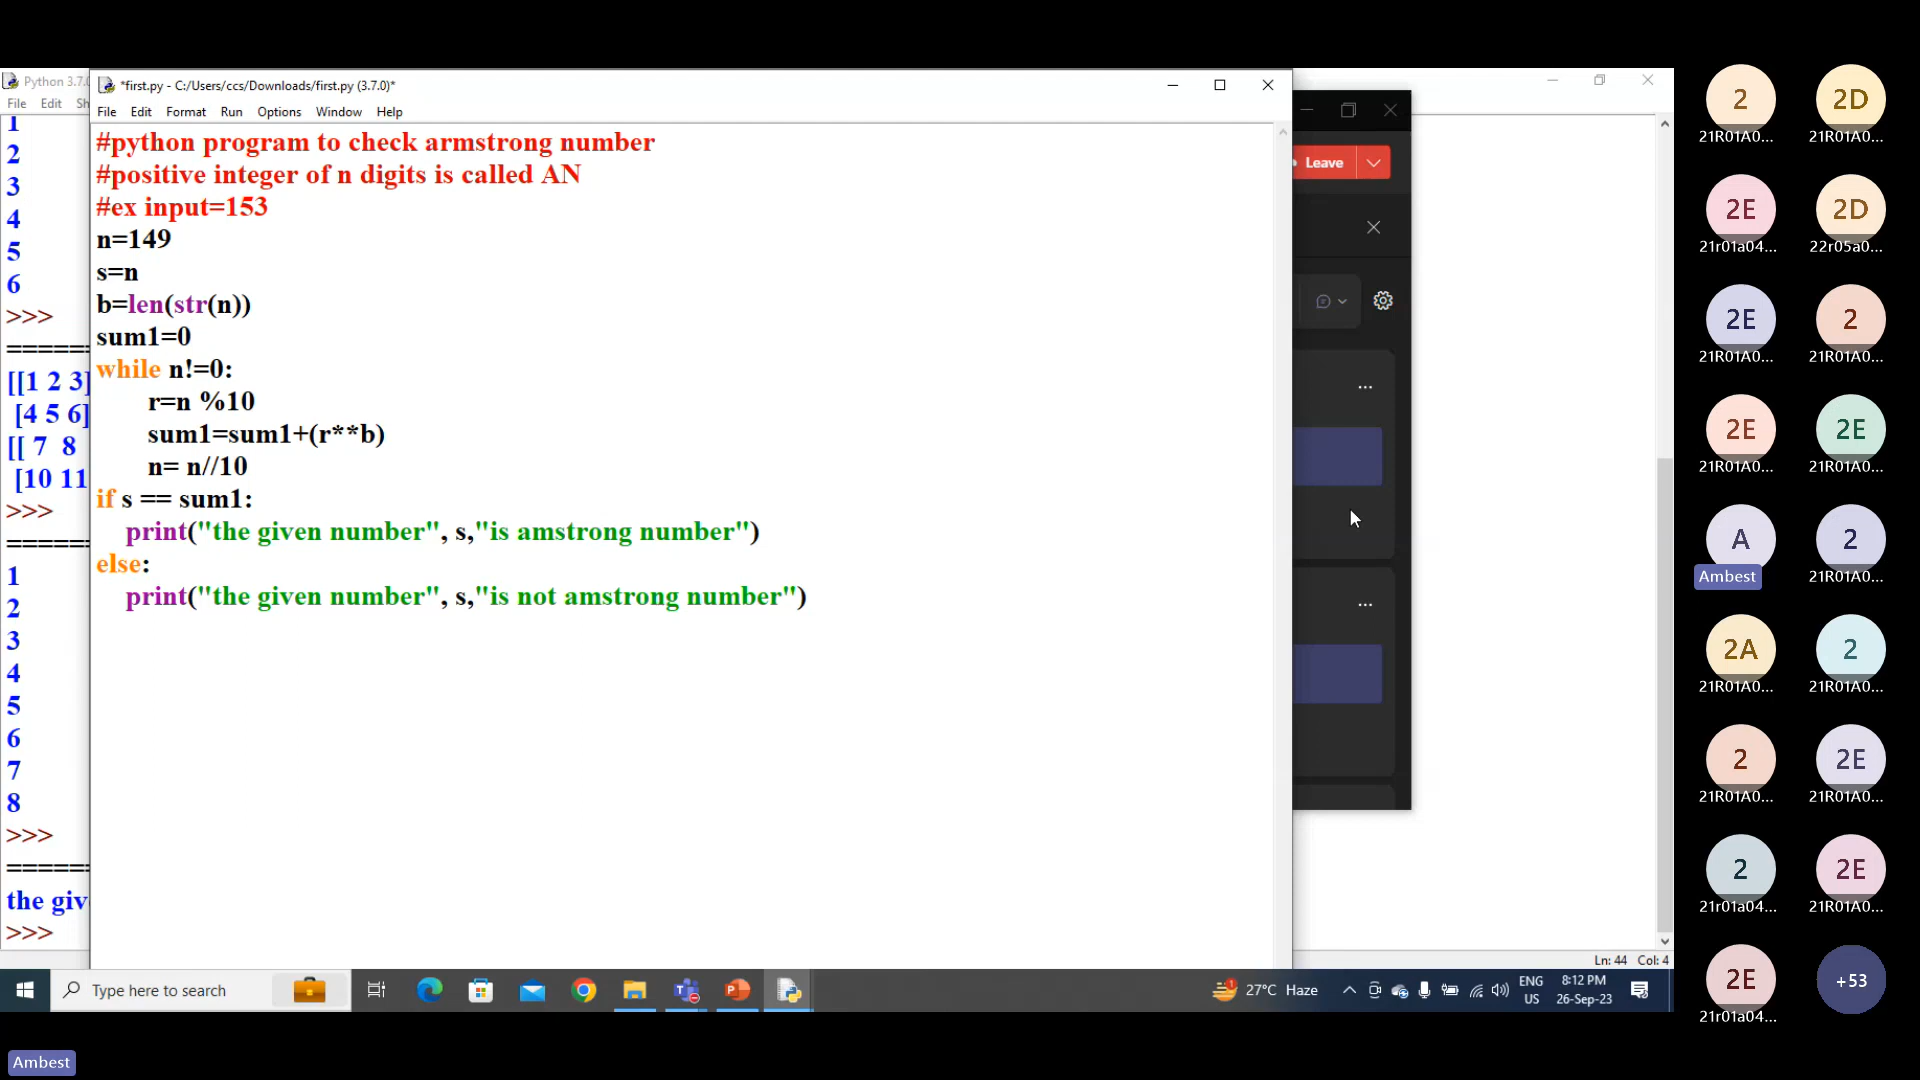 Python 3.7.0
File Edit Sh
1
2
3
4
5
6
>>>
======
[[1 2 3]
[4 5 6]
[[ 7 8
[10 11
>>>
======
1
2
3
4
5
6
7
8
>>>
======
the giv
>>>
*first.py - C:/Users/ccs/Downloads/first.py (3.7.0)*
File Edit Format Run Options Window Help
#python program to check armstrong number
#positive integer of n digits is called AN
#ex input=153
n=149
s=n
b=len(str(n))
sum1=0
while n!=0:
r=n %10
sum1=sum1+(r**b)
n= n//10
if s == sum1:
print("the given number", s,"is amstrong number")
else:
print("the given number", s,"is not amstrong number")
Leave
Ln: 44 Col: 4
Type here to search
27°C Haze
ENG
US
8:12 PM
26-Sep-23
2 2D
21R01A0... 21R01A0...
2E 2D
21r01a04... 22r05a0...
2E 2
21R01A0... 21R01A0...
2E 2E
21R01A0... 21R01A0...
A 2
Ambest 21R01A0...
2A 2
21R01A0... 21R01A0...
2 2E
21R01A0... 21R01A0...
2 2E
21r01a04... 21R01A0...
2E +53
21r01a04...
Ambest